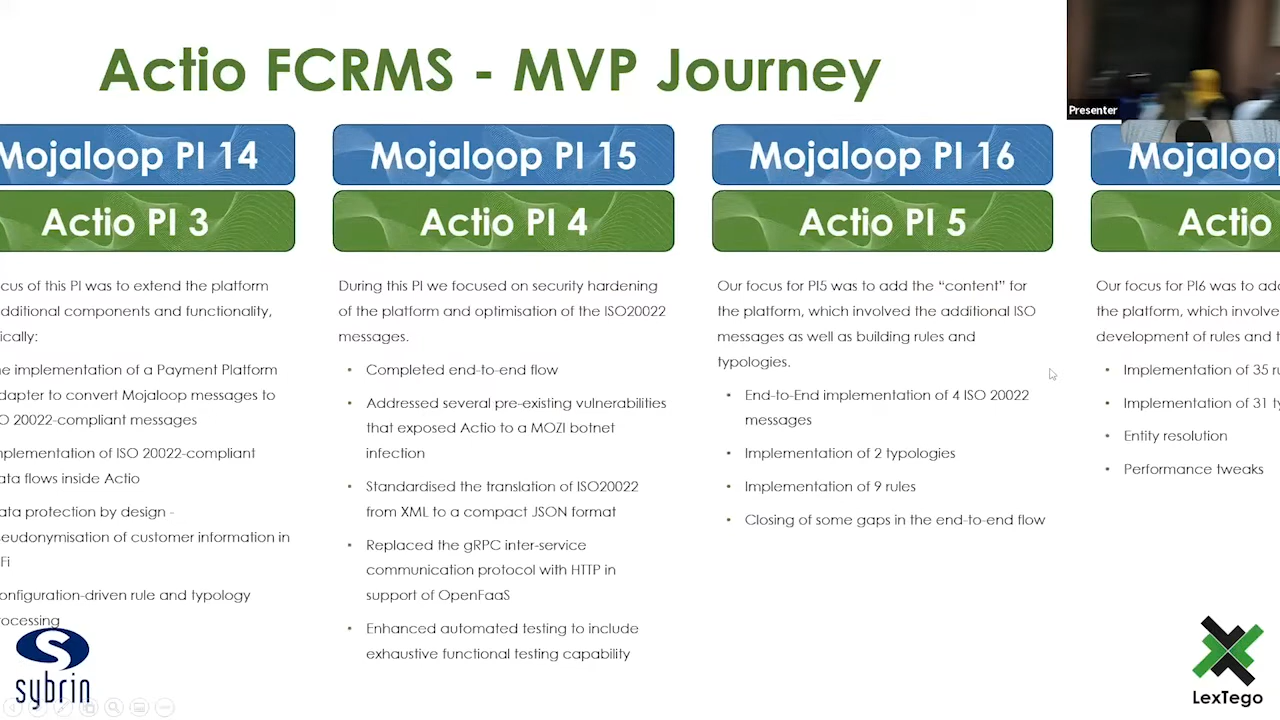 Actio FCRMS - MVP Journey
Presenter
Mojaloop PI 14
Actio PI 3
cus of this PI was to extend the platform
dditional components and functionality,
ically:
e implementation of a Payment Platform
dapter to convert Mojaloop messages to
O 20022-compliant messages
mplementation of ISO 20022-compliant
ata flows inside Actio
ata protection by design -
seudonymisation of customer information in
Fi
onfiguration-driven rule and typology
rocessing
Mojaloop PI 15
Actio PI 4
During this PI we focused on security hardening
of the platform and optimisation of the ISO20022
messages.
• Completed end-to-end flow
• Addressed several pre-existing vulnerabilities
that exposed Actio to a MOZI botnet
infection
• Standardised the translation of ISO20022
from XML to a compact JSON format
• Replaced the gRPC inter-service
communication protocol with HTTP in
support of OpenFaaS
• Enhanced automated testing to include
exhaustive functional testing capability
Mojaloop PI 16
Actio PI 5
Our focus for PI5 was to add the “content” for
the platform, which involved the additional ISO
messages as well as building rules and
typologies.
• End-to-End implementation of 4 ISO 20022
messages
• Implementation of 2 typologies
• Implementation of 9 rules
• Closing of some gaps in the end-to-end flow
Mojaloop
Actio
Our focus for PI6 was to add
the platform, which involve
development of rules and t
• Implementation of 35 ru
• Implementation of 31 ty
• Entity resolution
• Performance tweaks
sybrin
LexTego